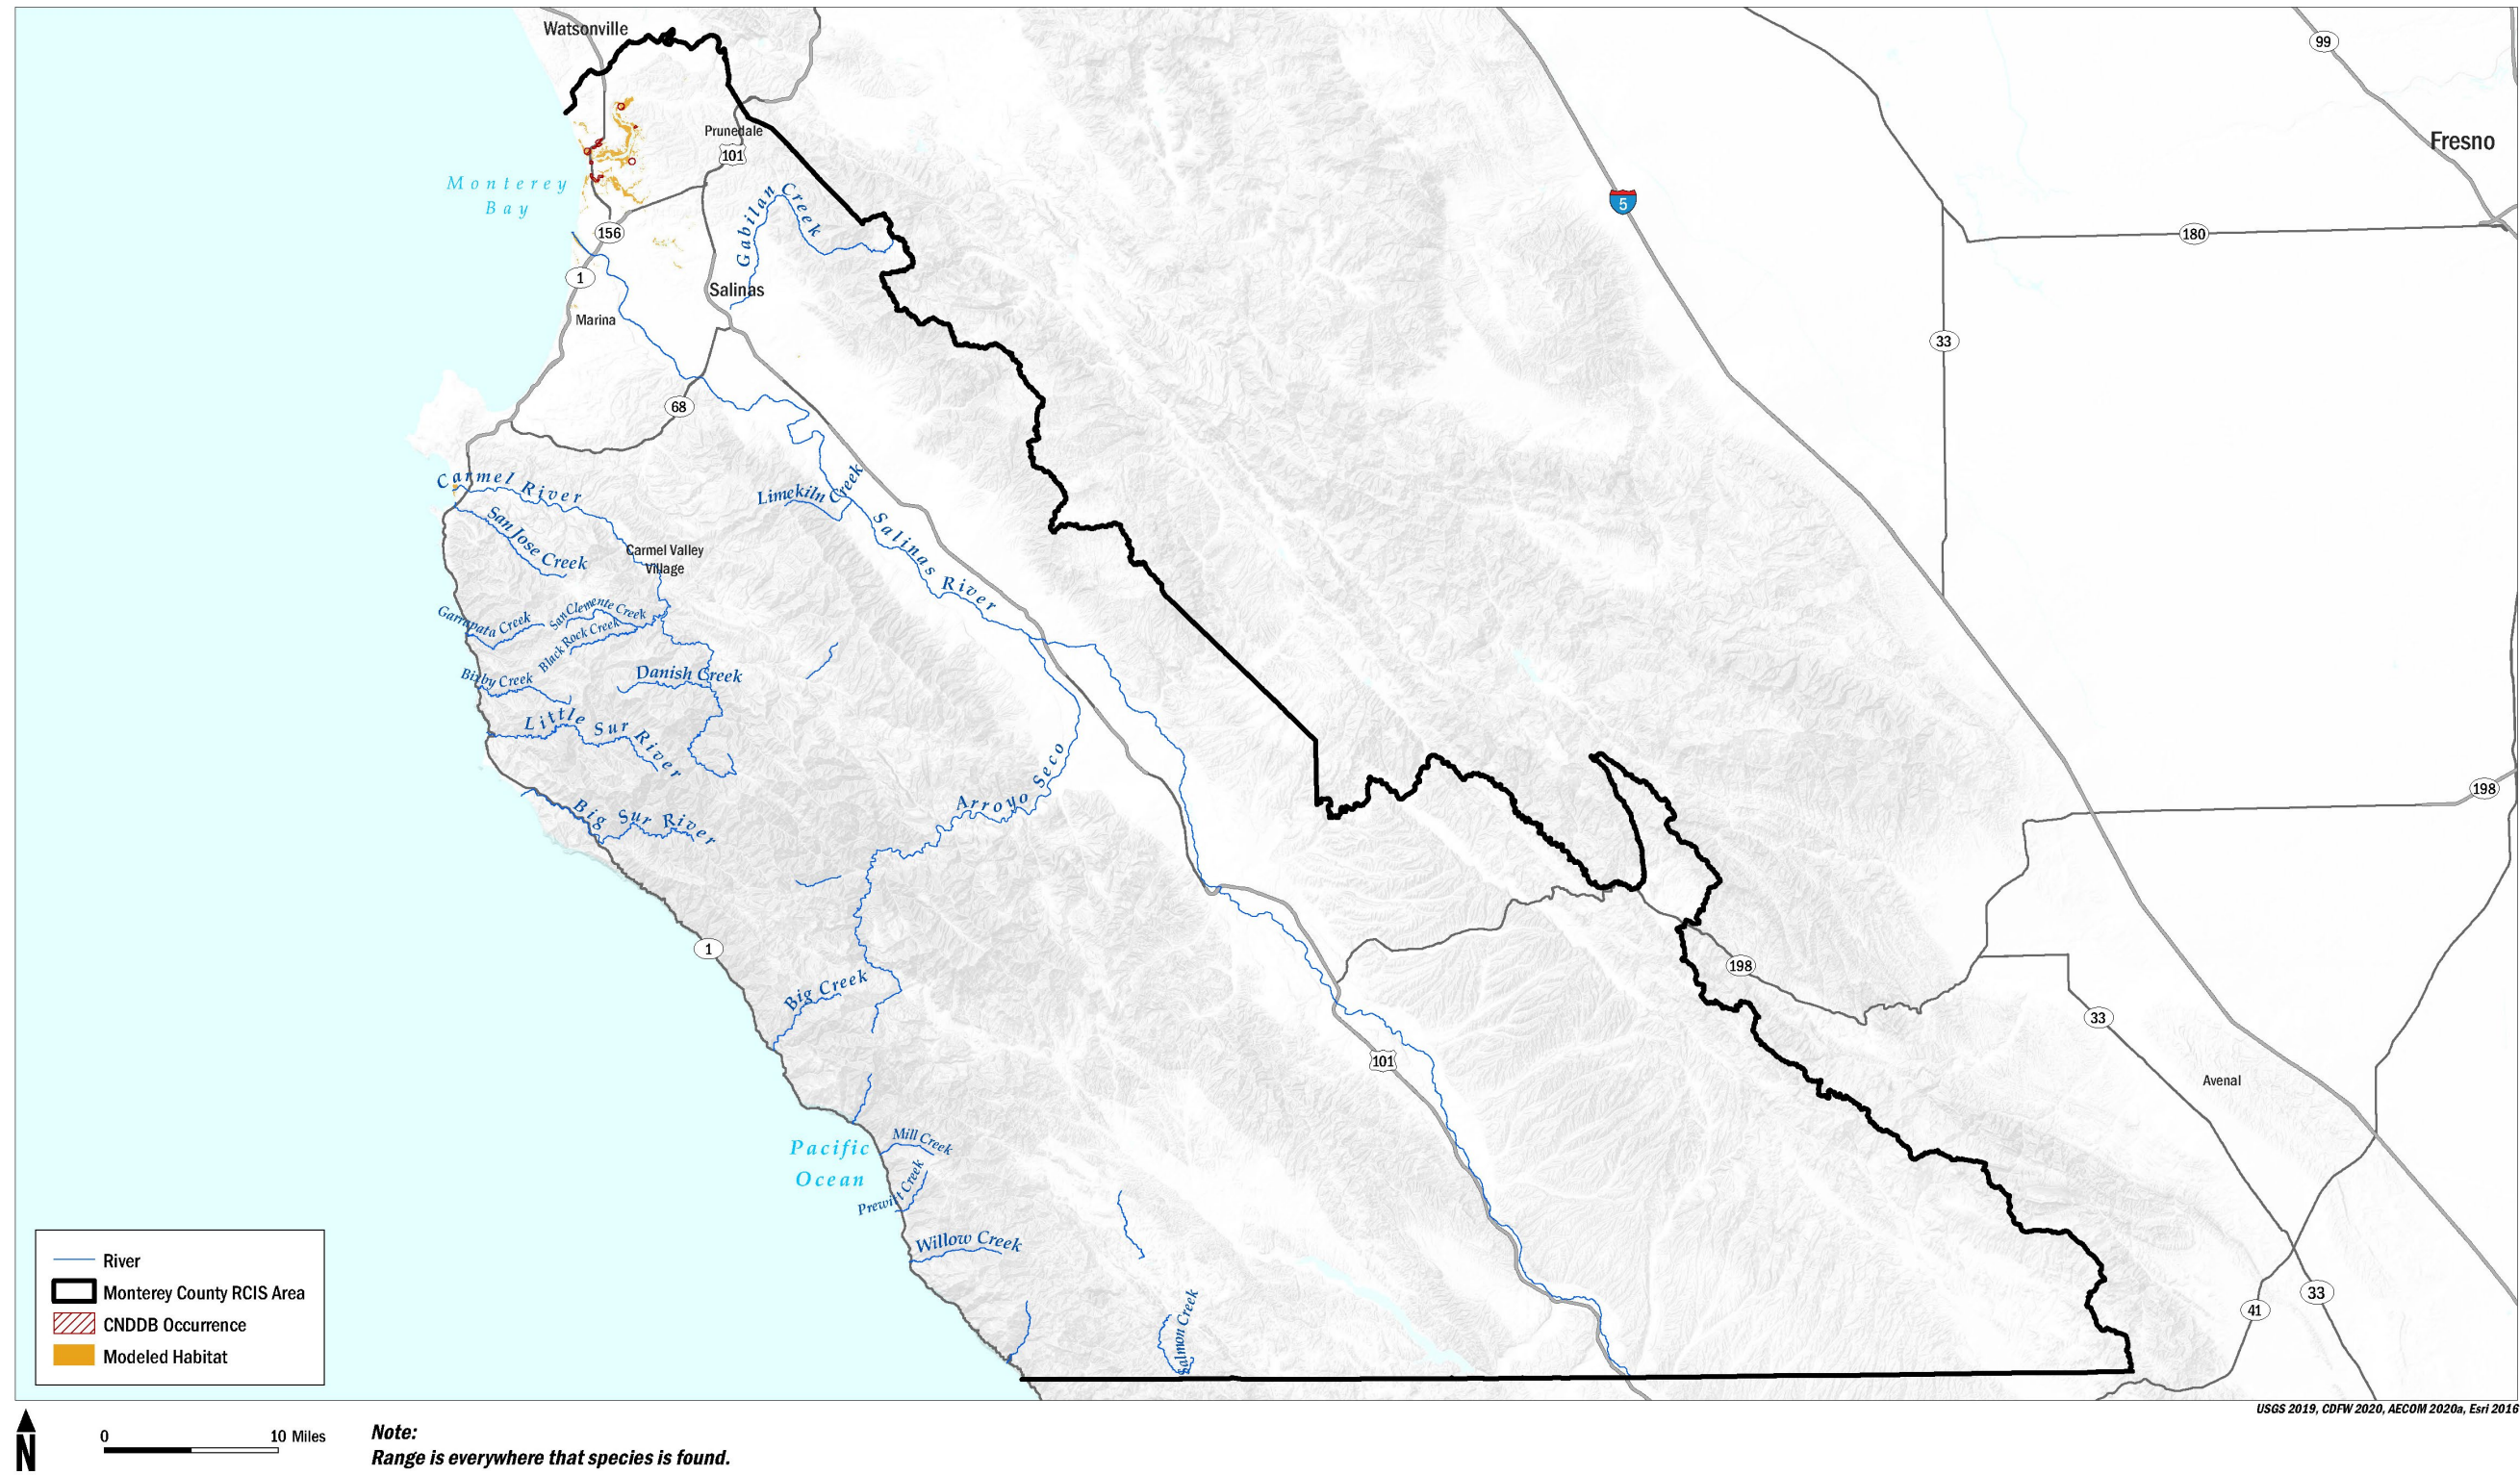 Watsonville
99
Fresno
Prunedale
101
Monterey
Bay
Gabilan Creek
5
156
180
1
Salinas
Marina
33
68
Carmel River
Limekiln Creek
San Jose Creek
Salinas River
Carmel Valley
Village
Garrapata Creek
San Clemente Creek
Black Rock Creek
Bixby Creek
Danish Creek
Little Sur River
Arroyo Seco
198
Big Sur River
1
198
Big Creek
33
101
Avenal
Pacific
Ocean
Mill Creek
Prewitt Creek
Willow Creek
Salmon Creek
33
41
River
Monterey County RCIS Area
CNDDB Occurrence
Modeled Habitat
USGS 2019, CDFW 2020, AECOM 2020a, Esri 2016
N
0 10 Miles
Note:
Range is everywhere that species is found.